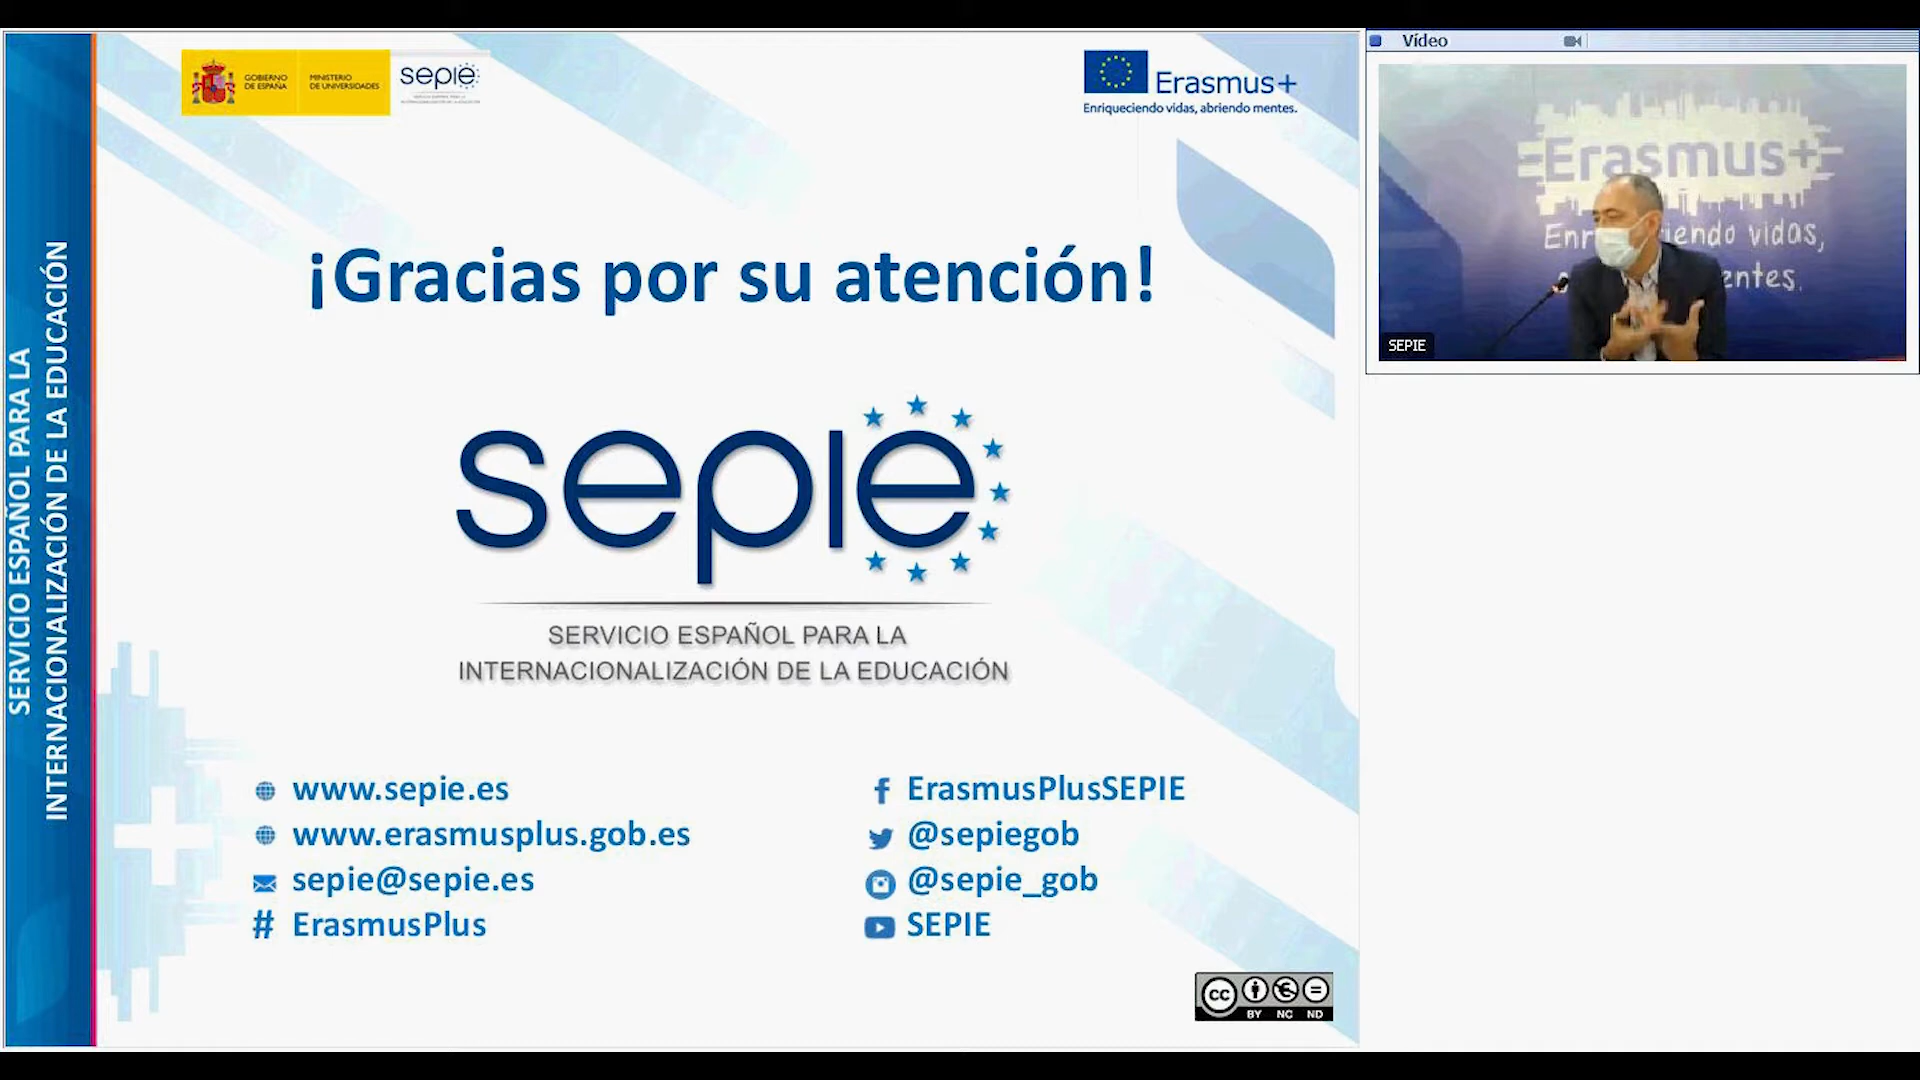 SERVICIO ESPAÑOL PARA LA
INTERNACIONALIZACIÓN DE LA EDUCACIÓN
GOBIERNO
DE ESPAÑA
MINISTERIO
DE UNIVERSIDADES
sepie
Erasmus+
Enriqueciendo vidas, abriendo mentes.
¡Gracias por su atención!
sepie
SERVICIO ESPAÑOL PARA LA
INTERNACIONALIZACIÓN DE LA EDUCACIÓN
www.sepie.es
www.erasmusplus.gob.es
sepie@sepie.es
# ErasmusPlus
ErasmusPlusSEPIE
@sepiegob
@sepie_gob
SEPIE
cc
BY NC ND
Vídeo
Erasmus+
vidas,
SEPIE